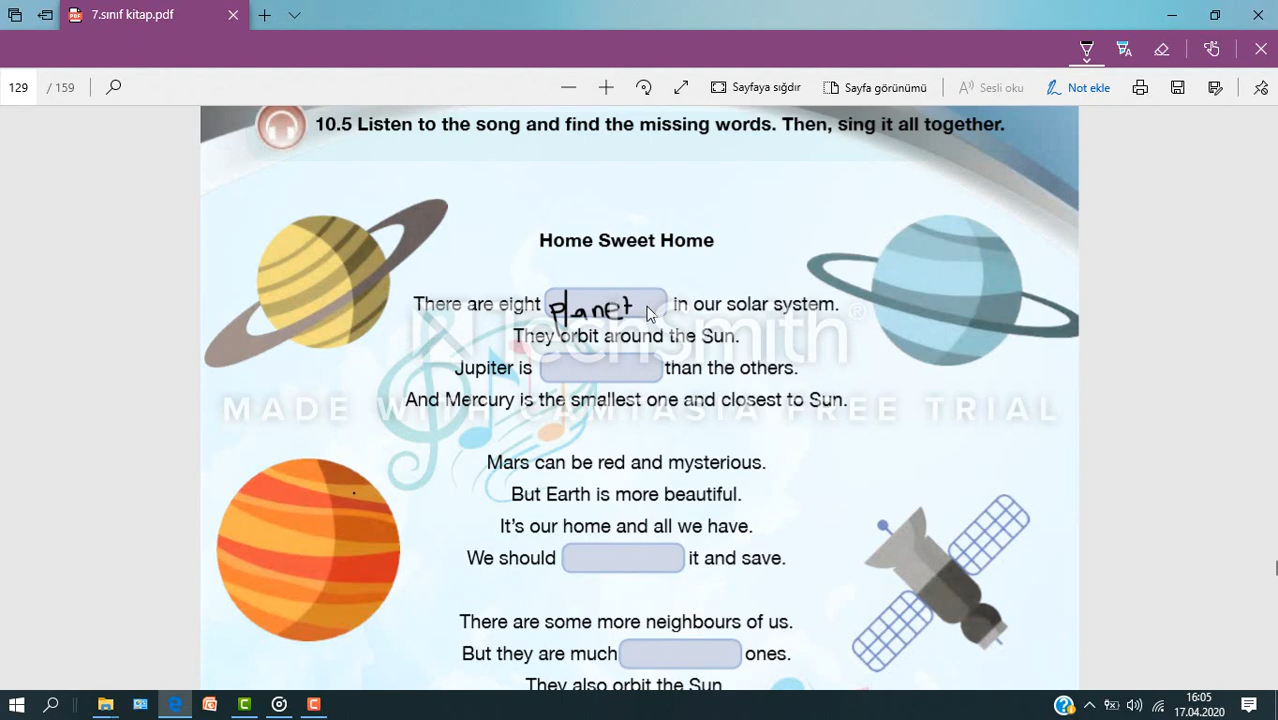 7.sınıf kitap.pdf
129 / 159
Sayfaya sığdır
Sayfa görünümü
Sesli oku
Not ekle
10.5 Listen to the song and find the missing words. Then, sing it all together.
Home Sweet Home
There are eight planet in our solar system.
They orbit around the Sun.
Jupiter is than the others.
And Mercury is the smallest one and closest to Sun.
Mars can be red and mysterious.
But Earth is more beautiful.
It's our home and all we have.
We should it and save.
There are some more neighbours of us.
But they are much ones.
They also orbit the Sun
TechSmith®
MADE WITH CAMTASIA FREE TRIAL
16:05
17.04.2020